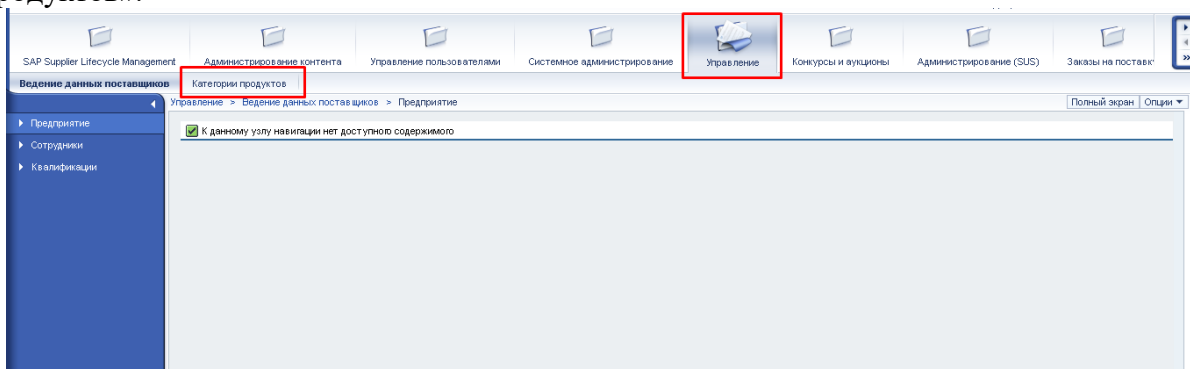 родуктов».
SAP Supplier Lifecycle Management Администрирование контента Управление пользователями Системное администрирование Управление Конкурсы и аукционы Администрирование (SUS) Заказы на постав
Ведение данных поставщиков Категории продуктов
Управление > Ведение данных поставщиков > Предприятие Полный экран Опции
Предприятие
К данному узлу навигации нет доступного содержимого
Сотрудники
Квалификации